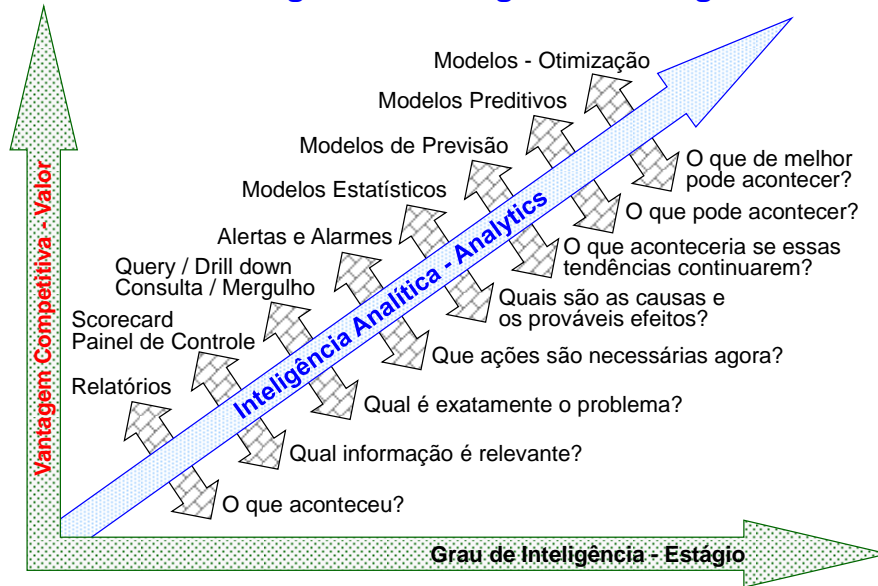 Modelos - Otimização
Modelos Preditivos
Modelos de Previsão
Modelos Estatísticos
Alertas e Alarmes
Query / Drill down
Consulta / Mergulho
Scorecard
Painel de Controle
Relatórios
Inteligência Analítica - Analytics
O que de melhor
pode acontecer?
O que pode acontecer?
O que aconteceria se essas
tendências continuarem?
Quais são as causas e
os prováveis efeitos?
Que ações são necessárias agora?
Qual é exatamente o problema?
Qual informação é relevante?
O que aconteceu?
Vantagem Competitiva - Valor
Grau de Inteligência - Estágio